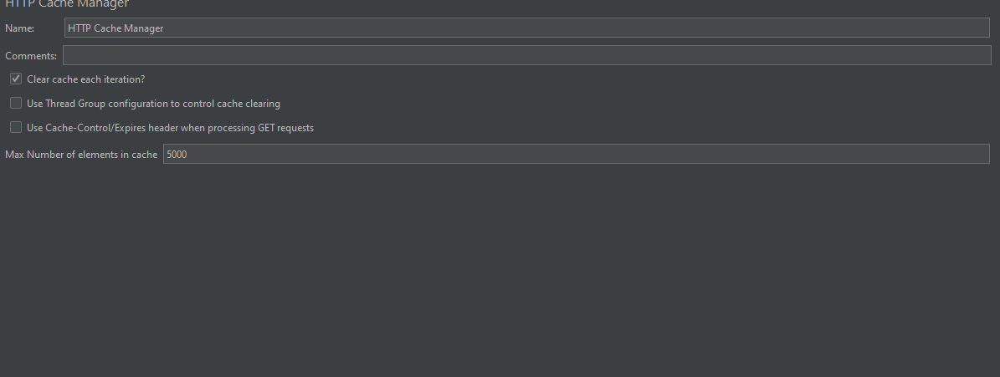 HTTP Cache Manager
Name: HTTP Cache Manager
Comments:
Clear cache each iteration?
Use Thread Group configuration to control cache clearing
Use Cache-Control/Expires header when processing GET requests
Max Number of elements in cache 5000